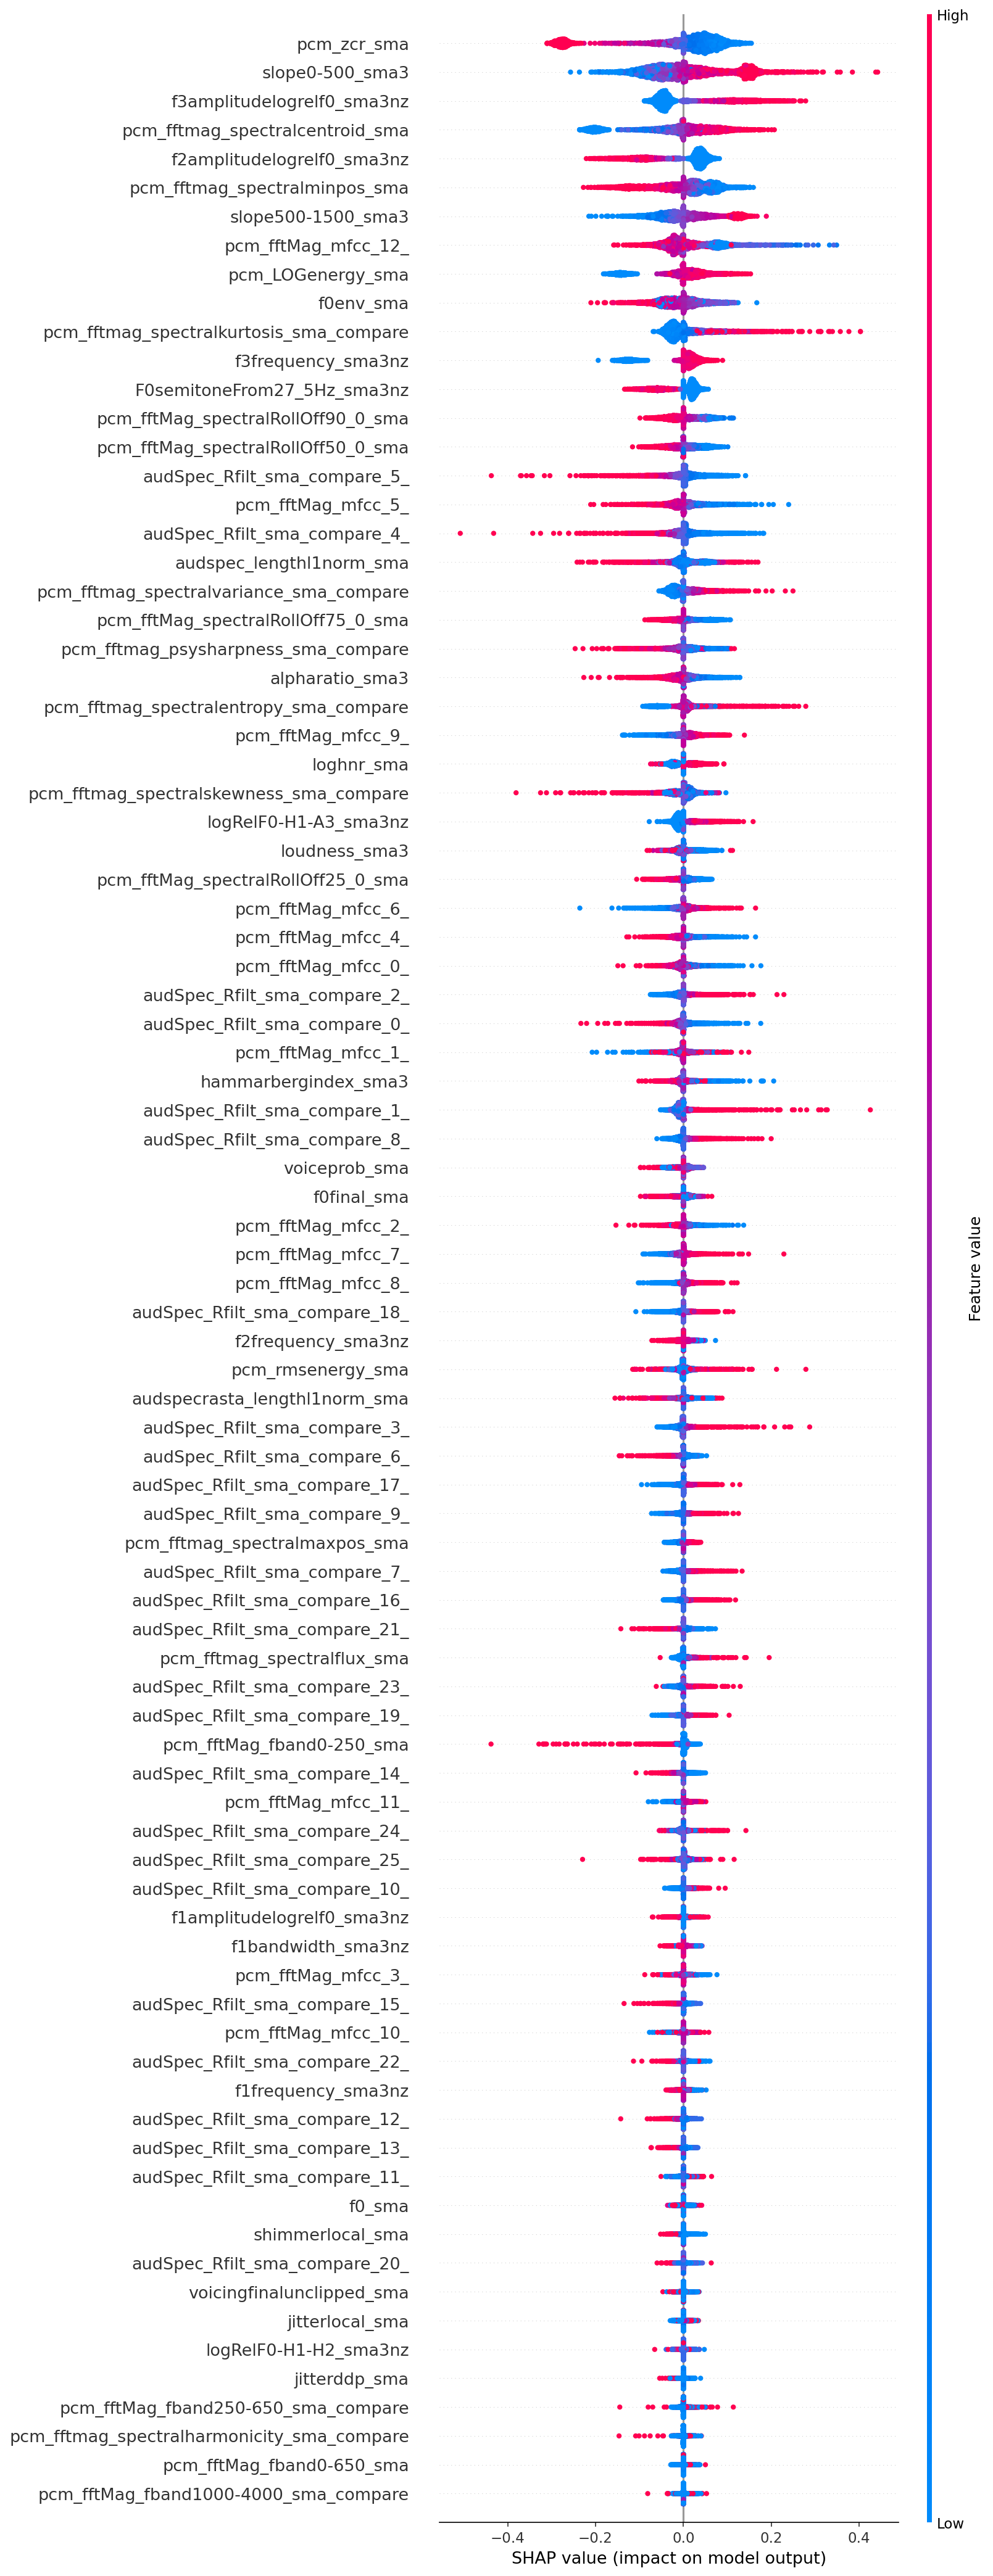 High
pcm_zcr_sma
slope0-500_sma3
f3amplitudelogrelf0_sma3nz
pcm_fftmag_spectralcentroid_sma
f2amplitudelogrelf0_sma3nz
pcm_fftmag_spectralminpos_sma
slope500-1500_sma3
pcm_fftMag_mfcc_12_
pcm_LOGenergy_sma
f0env_sma
pcm_fftmag_spectralkurtosis_sma_compare
f3frequency_sma3nz
F0semitoneFrom27_5Hz_sma3nz
pcm_fftMag_spectralRollOff90_0_sma
pcm_fftMag_spectralRollOff50_0_sma
audSpec_Rfilt_sma_compare_5_
pcm_fftMag_mfcc_5_
audSpec_Rfilt_sma_compare_4_
audspec_lengthl1norm_sma
pcm_fftmag_spectralvariance_sma_compare
pcm_fftMag_spectralRollOff75_0_sma
pcm_fftmag_psysharpness_sma_compare
alpharatio_sma3
pcm_fftmag_spectralentropy_sma_compare
pcm_fftMag_mfcc_9_
loghnr_sma
pcm_fftmag_spectralskewness_sma_compare
logRelF0-H1-A3_sma3nz
loudness_sma3
pcm_fftMag_spectralRollOff25_0_sma
pcm_fftMag_mfcc_6_
pcm_fftMag_mfcc_4_
pcm_fftMag_mfcc_0_
audSpec_Rfilt_sma_compare_2_
audSpec_Rfilt_sma_compare_0_
pcm_fftMag_mfcc_1_
hammarbergindex_sma3
audSpec_Rfilt_sma_compare_1_
audSpec_Rfilt_sma_compare_8_
voiceprob_sma
f0final_sma
pcm_fftMag_mfcc_2_
pcm_fftMag_mfcc_7_
pcm_fftMag_mfcc_8_
audSpec_Rfilt_sma_compare_18_
f2frequency_sma3nz
pcm_rmsenergy_sma
audspecrasta_lengthl1norm_sma
audSpec_Rfilt_sma_compare_3_
audSpec_Rfilt_sma_compare_6_
audSpec_Rfilt_sma_compare_17_
audSpec_Rfilt_sma_compare_9_
pcm_fftmag_spectralmaxpos_sma
audSpec_Rfilt_sma_compare_7_
audSpec_Rfilt_sma_compare_16_
audSpec_Rfilt_sma_compare_21_
pcm_fftmag_spectralflux_sma
audSpec_Rfilt_sma_compare_23_
audSpec_Rfilt_sma_compare_19_
pcm_fftMag_fband0-250_sma
audSpec_Rfilt_sma_compare_14_
pcm_fftMag_mfcc_11_
audSpec_Rfilt_sma_compare_24_
audSpec_Rfilt_sma_compare_25_
audSpec_Rfilt_sma_compare_10_
f1amplitudelogrelf0_sma3nz
f1bandwidth_sma3nz
pcm_fftMag_mfcc_3_
audSpec_Rfilt_sma_compare_15_
pcm_fftMag_mfcc_10_
audSpec_Rfilt_sma_compare_22_
f1frequency_sma3nz
audSpec_Rfilt_sma_compare_12_
audSpec_Rfilt_sma_compare_13_
audSpec_Rfilt_sma_compare_11_
f0_sma
shimmerlocal_sma
audSpec_Rfilt_sma_compare_20_
voicingfinalunclipped_sma
jitterlocal_sma
logRelF0-H1-H2_sma3nz
jitterddp_sma
pcm_fftMag_fband250-650_sma_compare
pcm_fftmag_spectralharmonicity_sma_compare
pcm_fftMag_fband0-650_sma
pcm_fftMag_fband1000-4000_sma_compare
Feature value
Low
−0.4 −0.2 0.0 0.2 0.4
SHAP value (impact on model output)